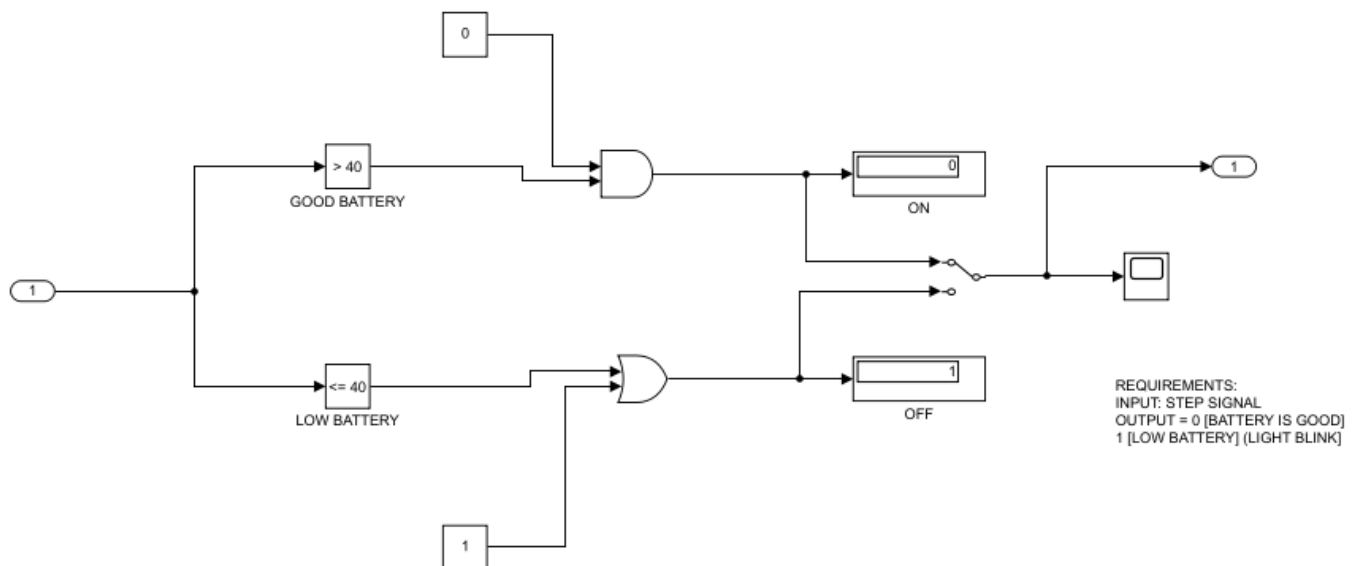 0
> 40
GOOD BATTERY
0
ON
1
1
<= 40
LOW BATTERY
1
OFF
REQUIREMENTS:
INPUT: STEP SIGNAL
OUTPUT = 0 [BATTERY IS GOOD]
1 [LOW BATTERY] (LIGHT BLINK]
1